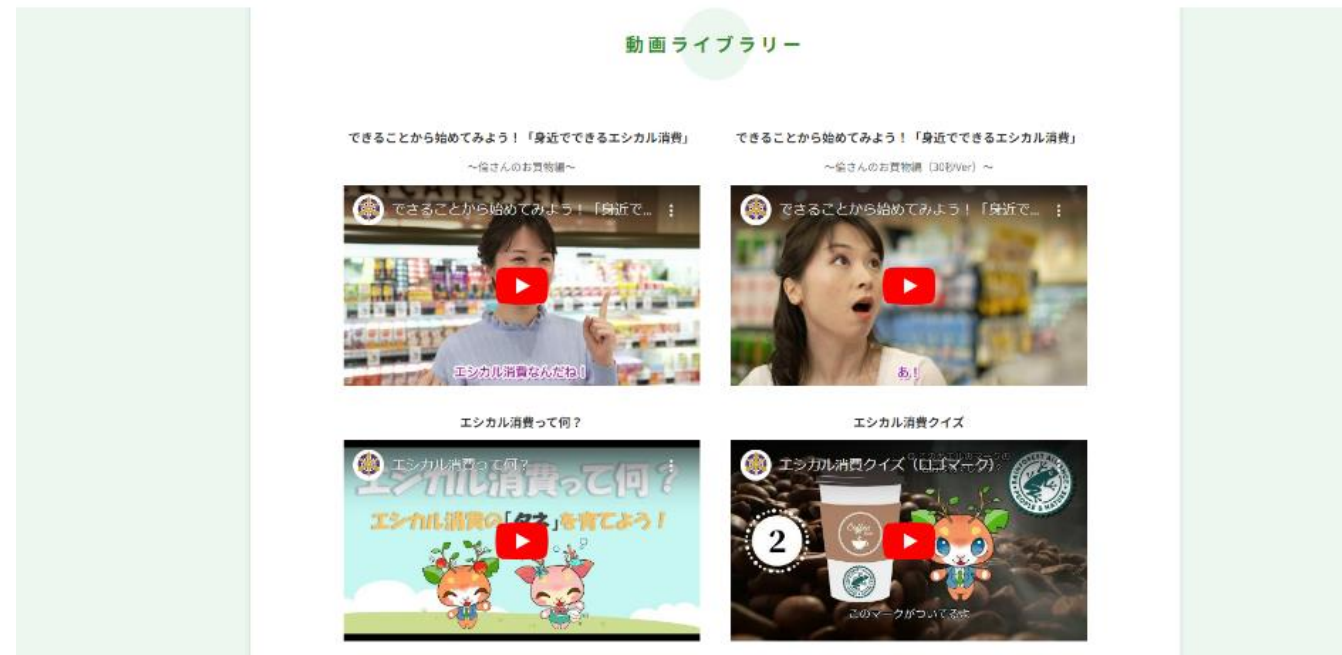 動画ライブラリー
できることから始めてみよう！「身近でできるエシカル消費」
～倫さんのお買物編～
できることから始めてみよう！「身近でできるエシカル消費」
～倫さんのお買物編（30秒Ver）～
できることから始めてみよう！「身近で...
エシカル消費なんだね！
できることから始めてみよう！「身近で...
あ！
エシカル消費って何？
エシカル消費って何？
エシカル消費って何？
エシカル消費の「タネ」を育てよう！
エシカル消費クイズ
エシカル消費クイズ（ロゴマーク）
RAINFOREST ALLIANCE
PEOPLE & NATURE
2
Coffee
このマークがついてるよ